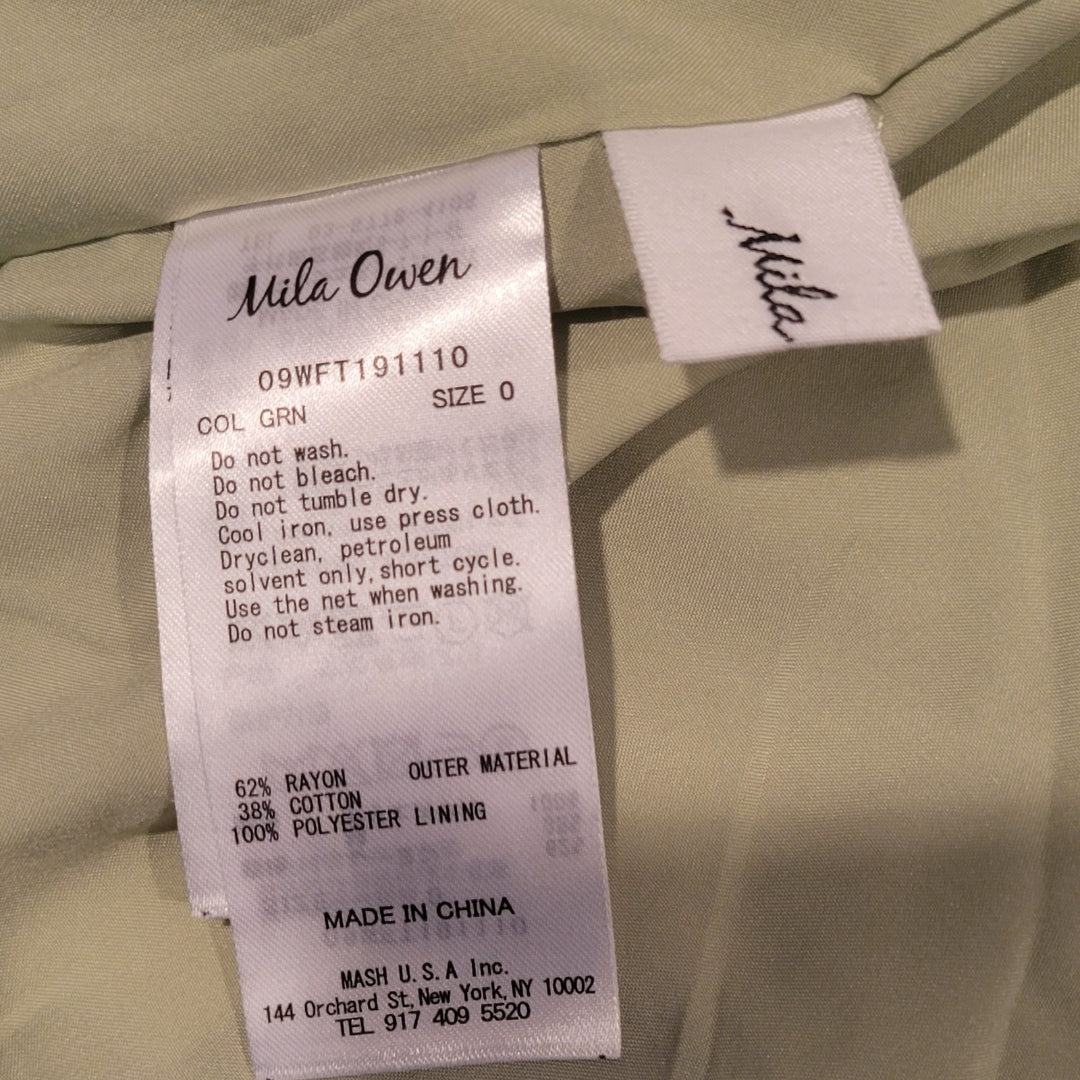 Mila Owen
09WFT191110
COL GRN SIZE 0
Do not wash.
Do not bleach.
Do not tumble dry.
Cool iron, use press cloth.
Dryclean, petroleum
solvent only, short cycle.
Use the net when washing.
Do not steam iron.
62% RAYON OUTER MATERIAL
38% COTTON
100% POLYESTER LINING
MADE IN CHINA
MASH U.S.A Inc.
144 Orchard St, New York, NY 10002
TEL 917 409 5520
Mila